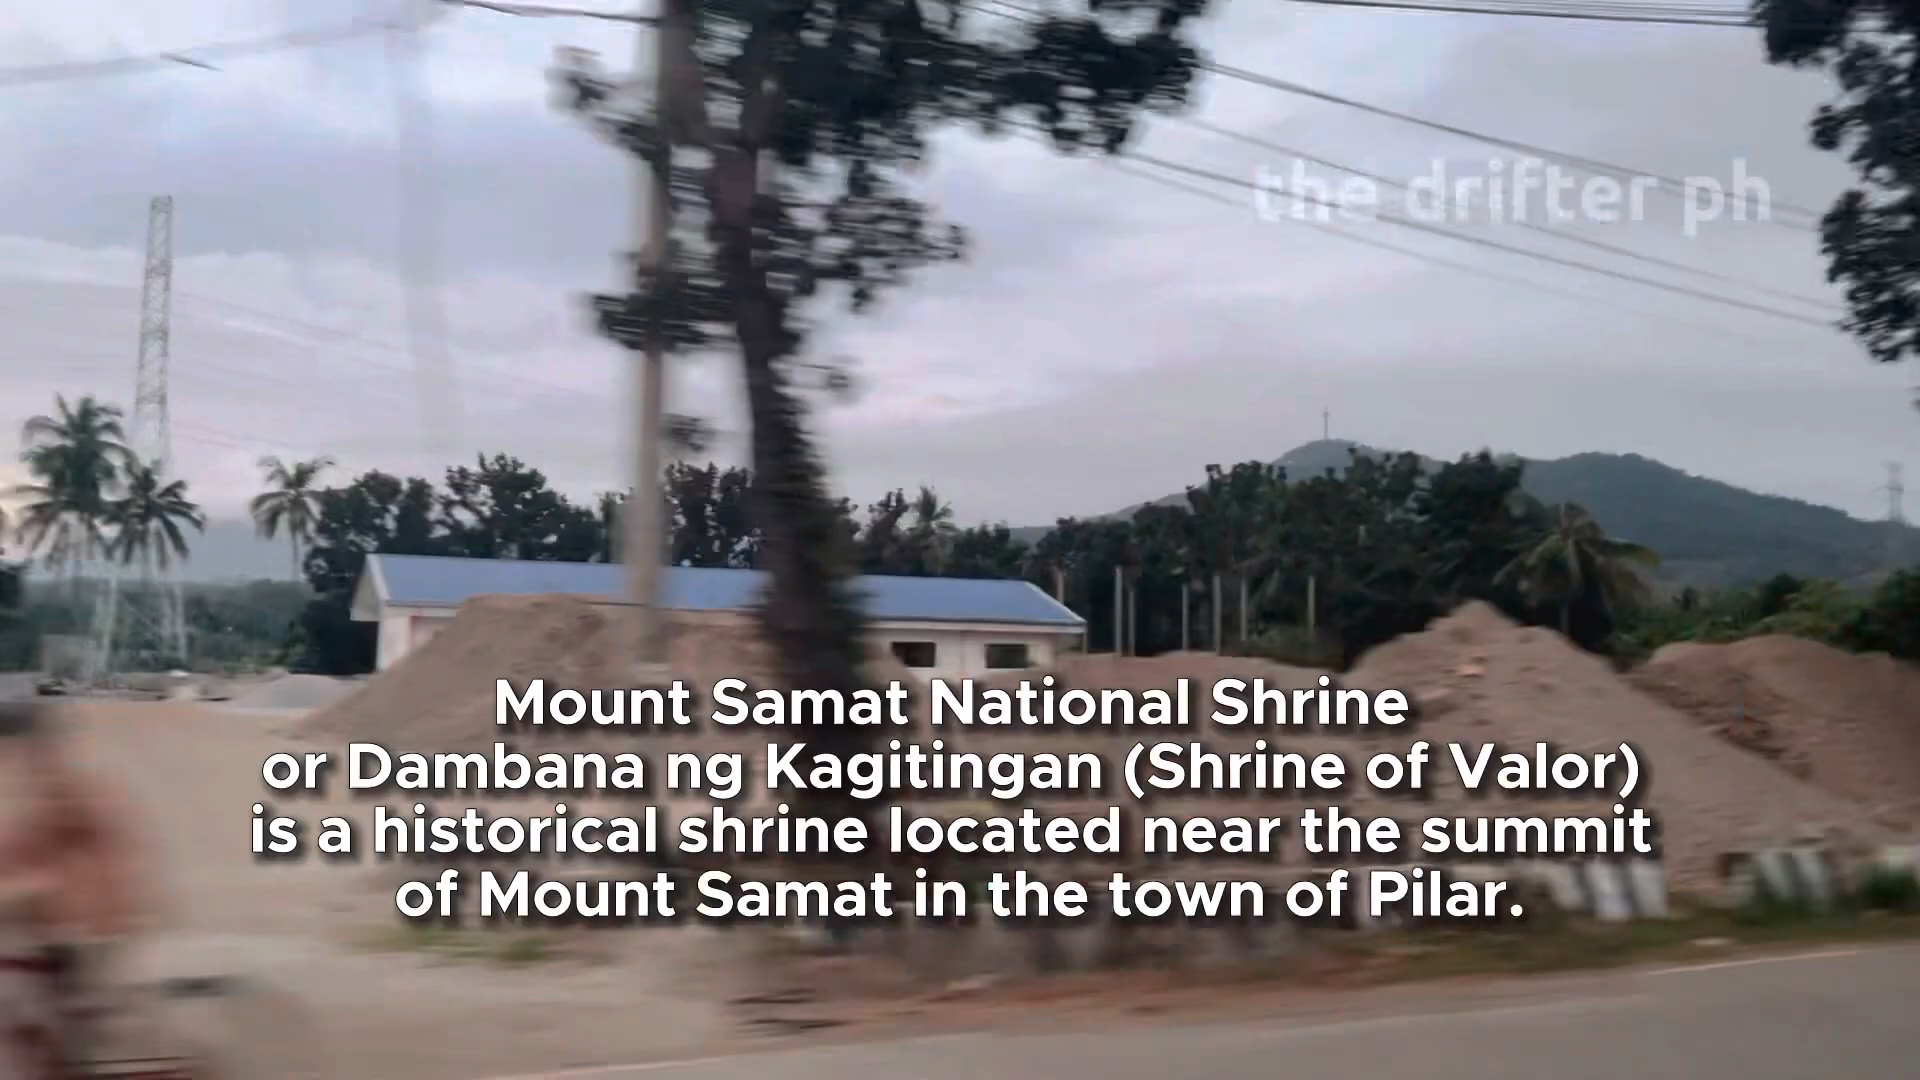 the drifter ph
Mount Samat National Shrine
or Dambana ng Kagitingan (Shrine of Valor)
is a historical shrine located near the summit
of Mount Samat in the town of Pilar.